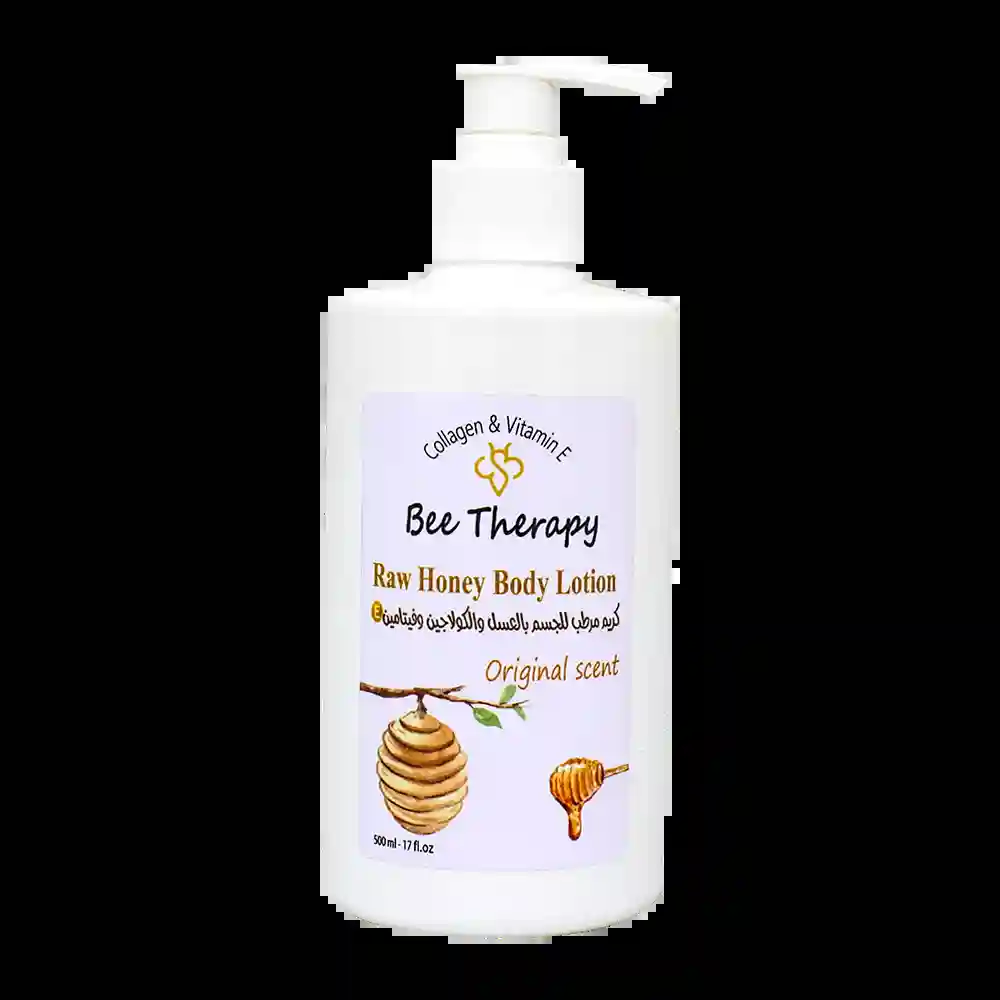 Collagen & Vitamin E
Bee Therapy
Raw Honey Body Lotion
كريم مرطب للجسم بالعسل والكولاجين وفيتامين E
Original scent
500 ml - 17 fl.oz